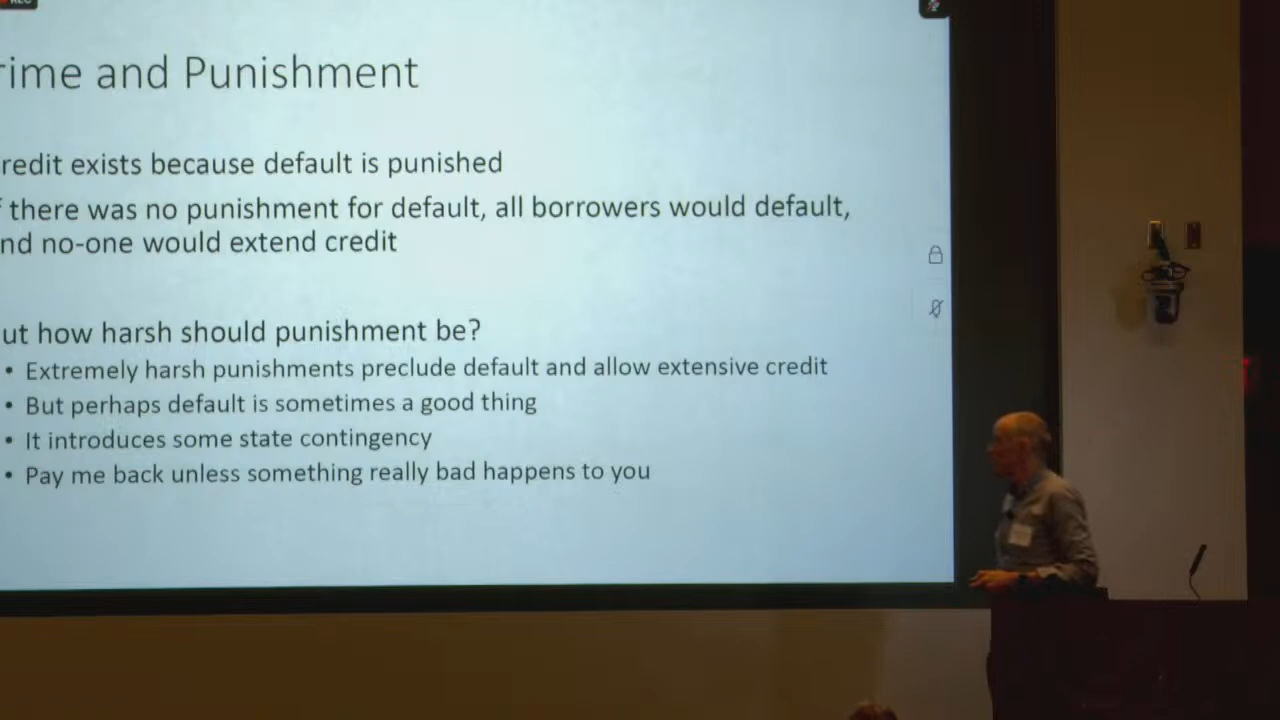 rime and Punishment
redit exists because default is punished
there was no punishment for default, all borrowers would default,
nd no-one would extend credit
ut how harsh should punishment be?
• Extremely harsh punishments preclude default and allow extensive credit
• But perhaps default is sometimes a good thing
• It introduces some state contingency
• Pay me back unless something really bad happens to you